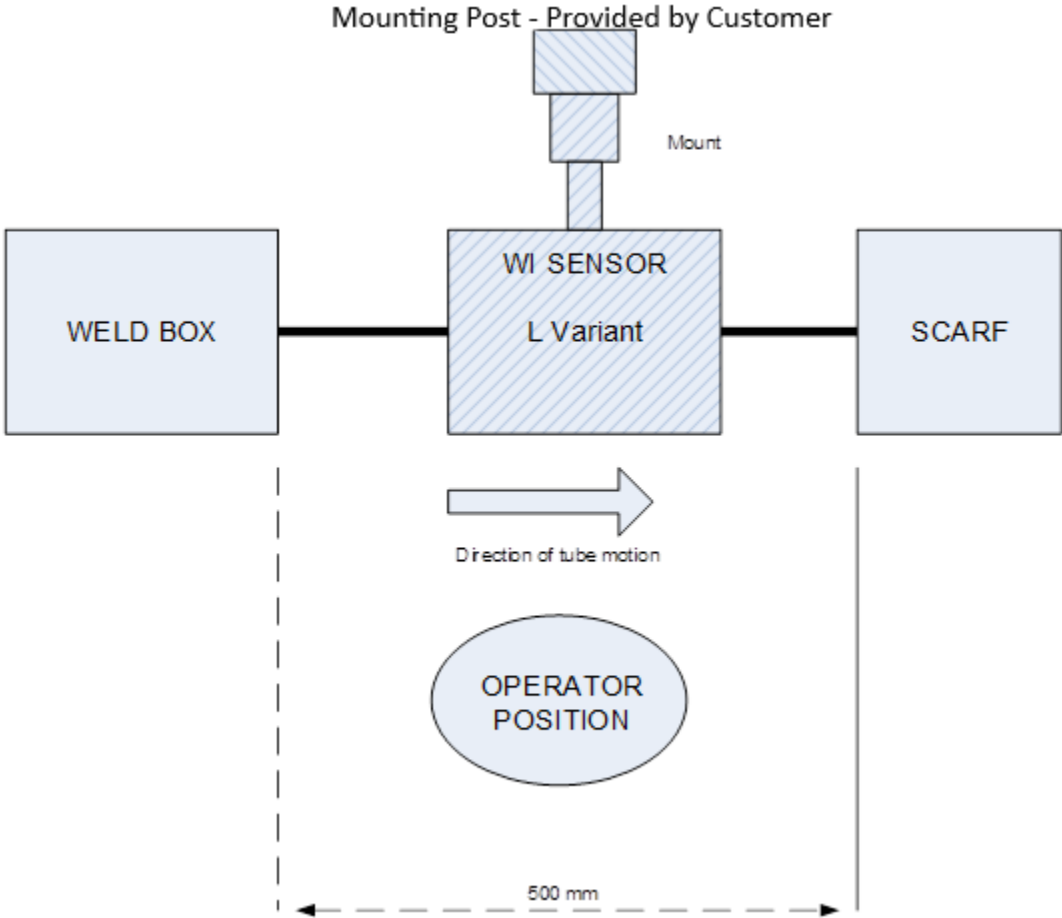 Mounting Post - Provided by Customer
Mount
WI SENSOR
WELD BOX
L Variant
SCARF
Direction of tube motion
OPERATOR
POSITION
500 mm